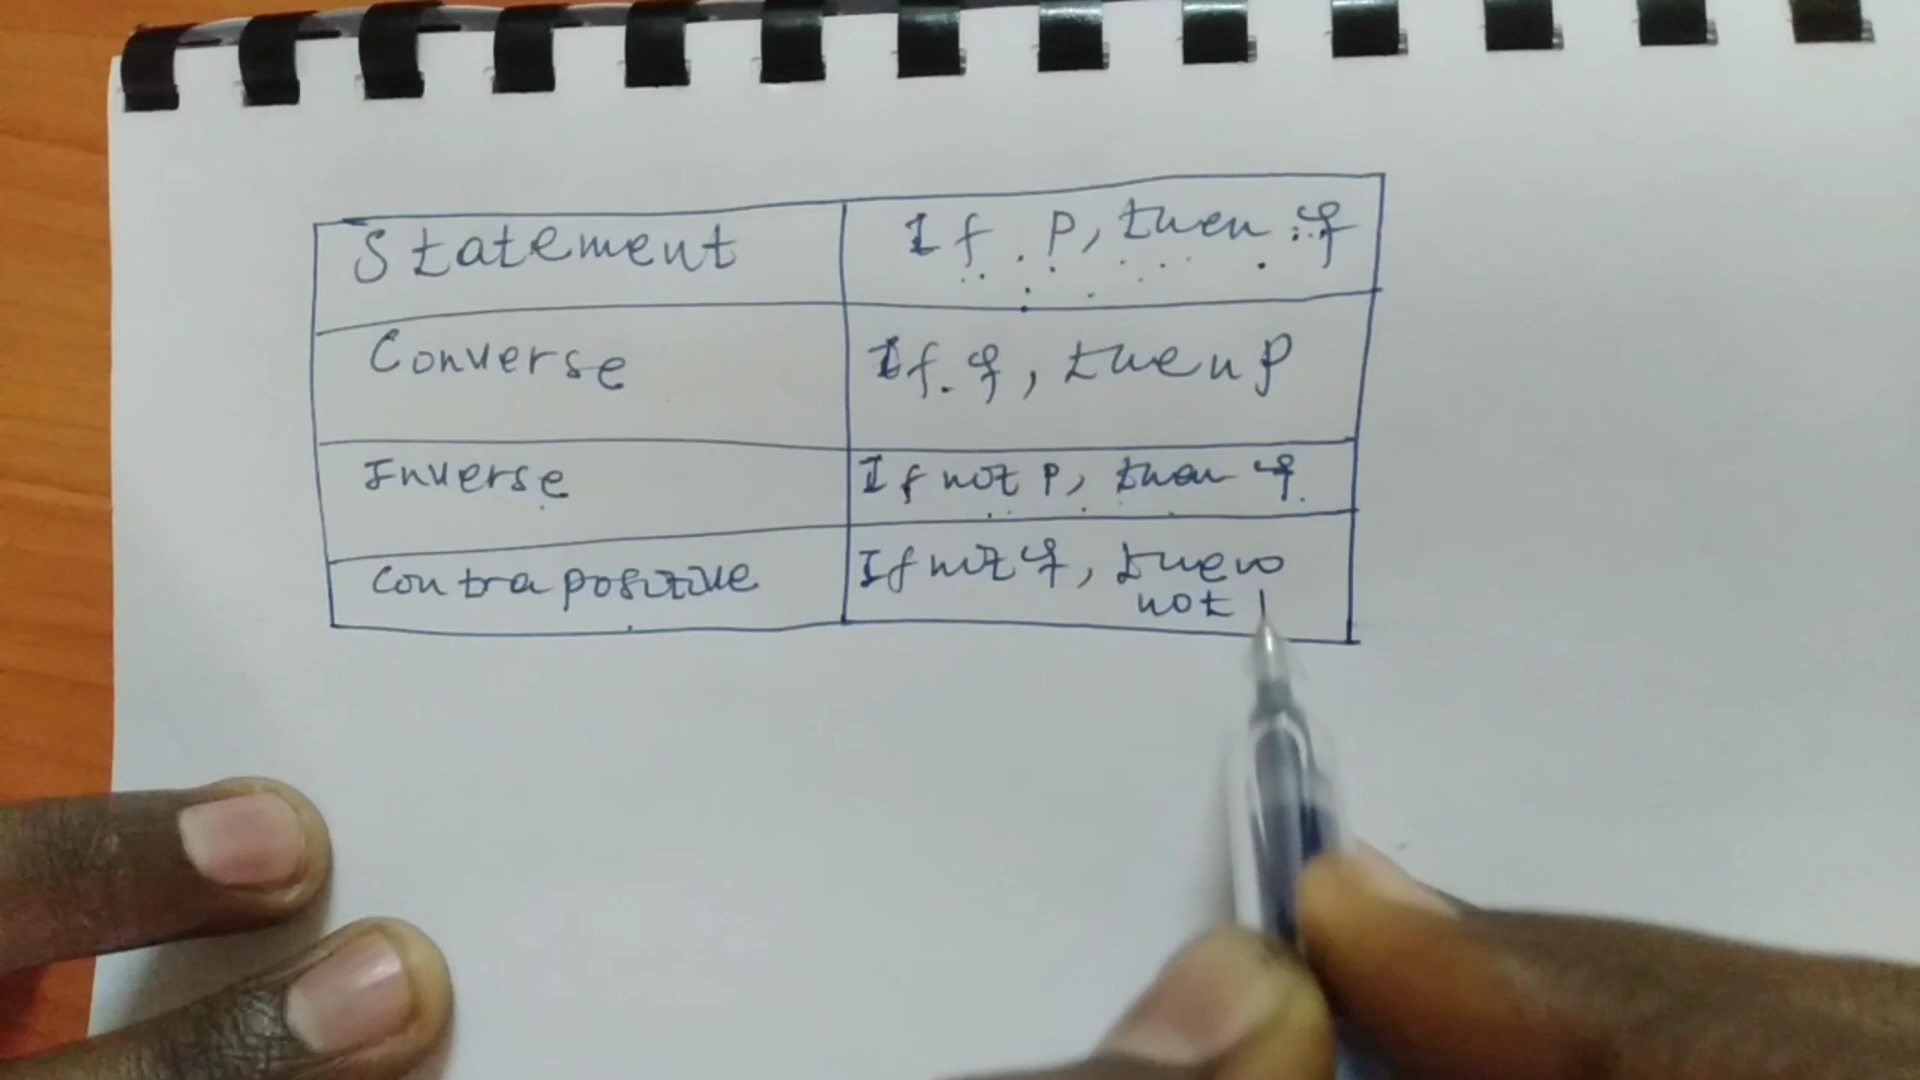 Statement If p, then q
Converse If q, then p
Inverse If not p, then q
Contrapositive If not q, then
not